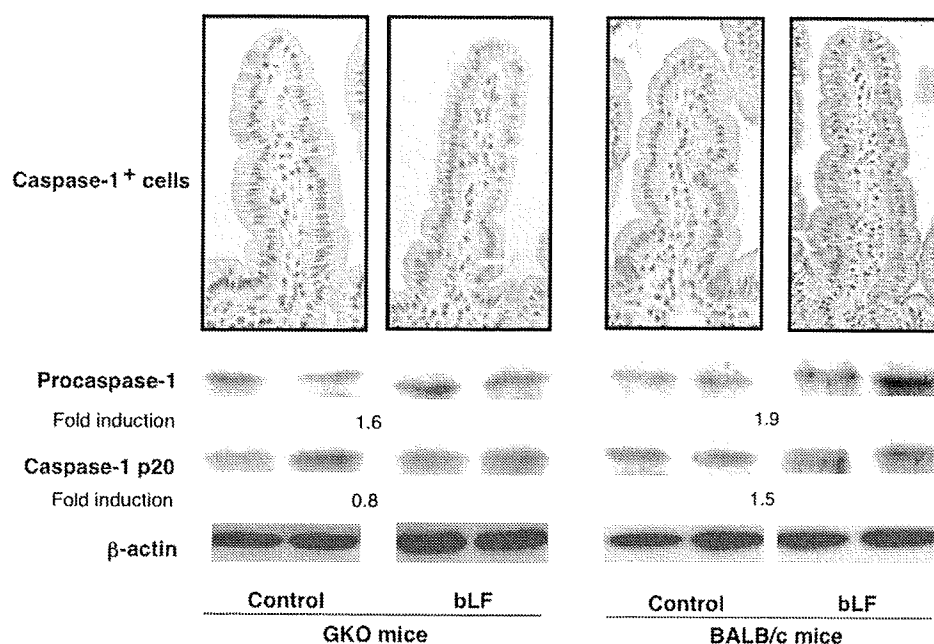 Caspase-1 + cells
Procaspase-1
Fold induction 1.6 1.9
Caspase-1 p20
Fold induction 0.8 1.5
β-actin
Control bLF Control bLF
GKO mice BALB/c mice